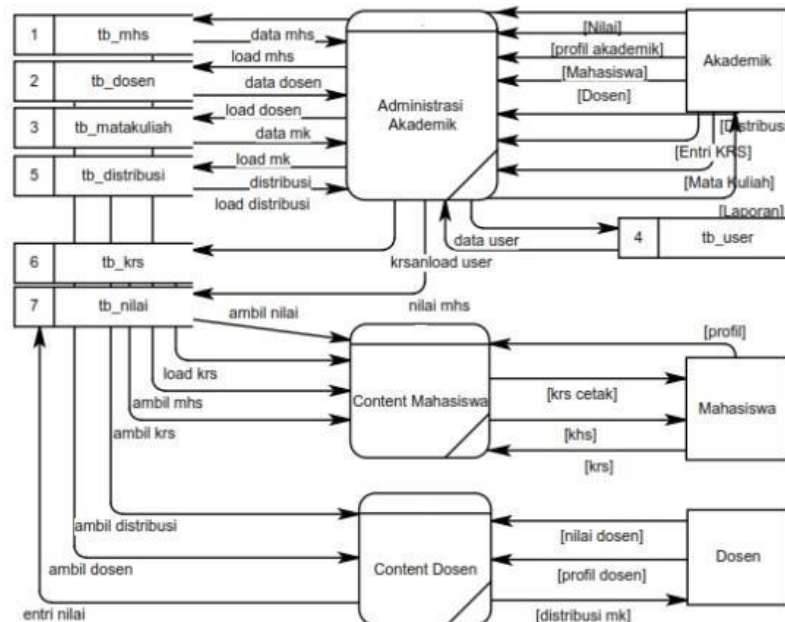 1 tb_mhs
data mhs
load mhs
2 tb_dosen
data dosen
load dosen
3 tb_matakuliah
data mk
load mk
5 tb_distribusi
distribusi
load distribusi
Administrasi
Akademik
[Nilai]
[profil akademik]
[Mahasiswa]
[Dosen]
Akademik
[Distribusi
[Entri KRS]
[Mata Kuliah]
[Laporan]
data user
4 tb_user
krsanload user
6 tb_krs
7 tb_nilai
ambil nilai
nilai mhs
[profil]
load krs
ambil mhs
ambil krs
Content Mahasiswa
[krs cetak]
[khs]
[krs]
Mahasiswa
ambil distribusi
ambil dosen
entri nilai
Content Dosen
[nilai dosen]
[profil dosen]
[distribusi mk]
Dosen